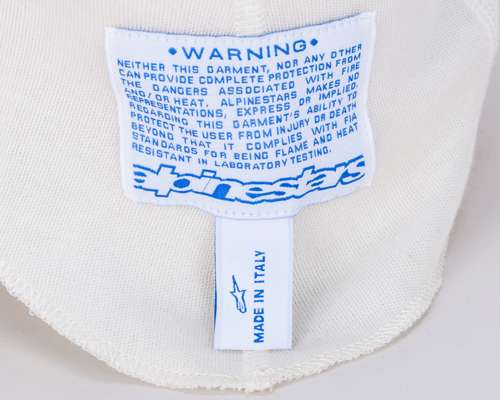 •WARNING•
NEITHER THIS GARMENT, NOR ANY OTHER
CAN PROVIDE COMPLETE PROTECTION FROM
THE DANGERS ASSOCIATED WITH FIRE
AND/OR HEAT. ALPINESTARS MAKES NO
REPRESENTATIONS, EXPRESS OR IMPLIED,
REGARDING THIS GARMENT'S ABILITY TO
PROTECT THE USER FROM INJURY OR DEATH
BEYOND THAT IT COMPLIES WITH FIA
STANDARDS FOR BEING FLAME AND HEAT
RESISTANT IN LABORATORY TESTING.
alpinestars
MADE IN ITALY